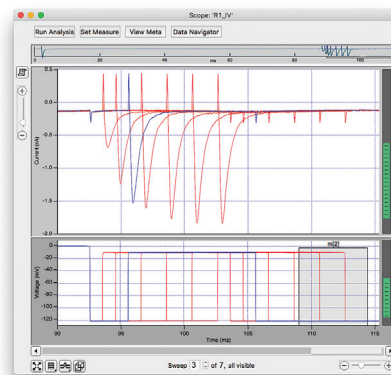 Scope: 'R1_IV'
Run Analysis Set Measure View Meta Data Navigator
0 20 40 60 80 100
ms
0.5
0.0
-0.5
-1.0
-1.5
-2.0
Current (nA)
m[2]
0
-20
-40
-60
-80
-100
-120
Voltage (mV)
90 95 100 105 110 115
Time (ms)
Sweep 3 of 7, all visible